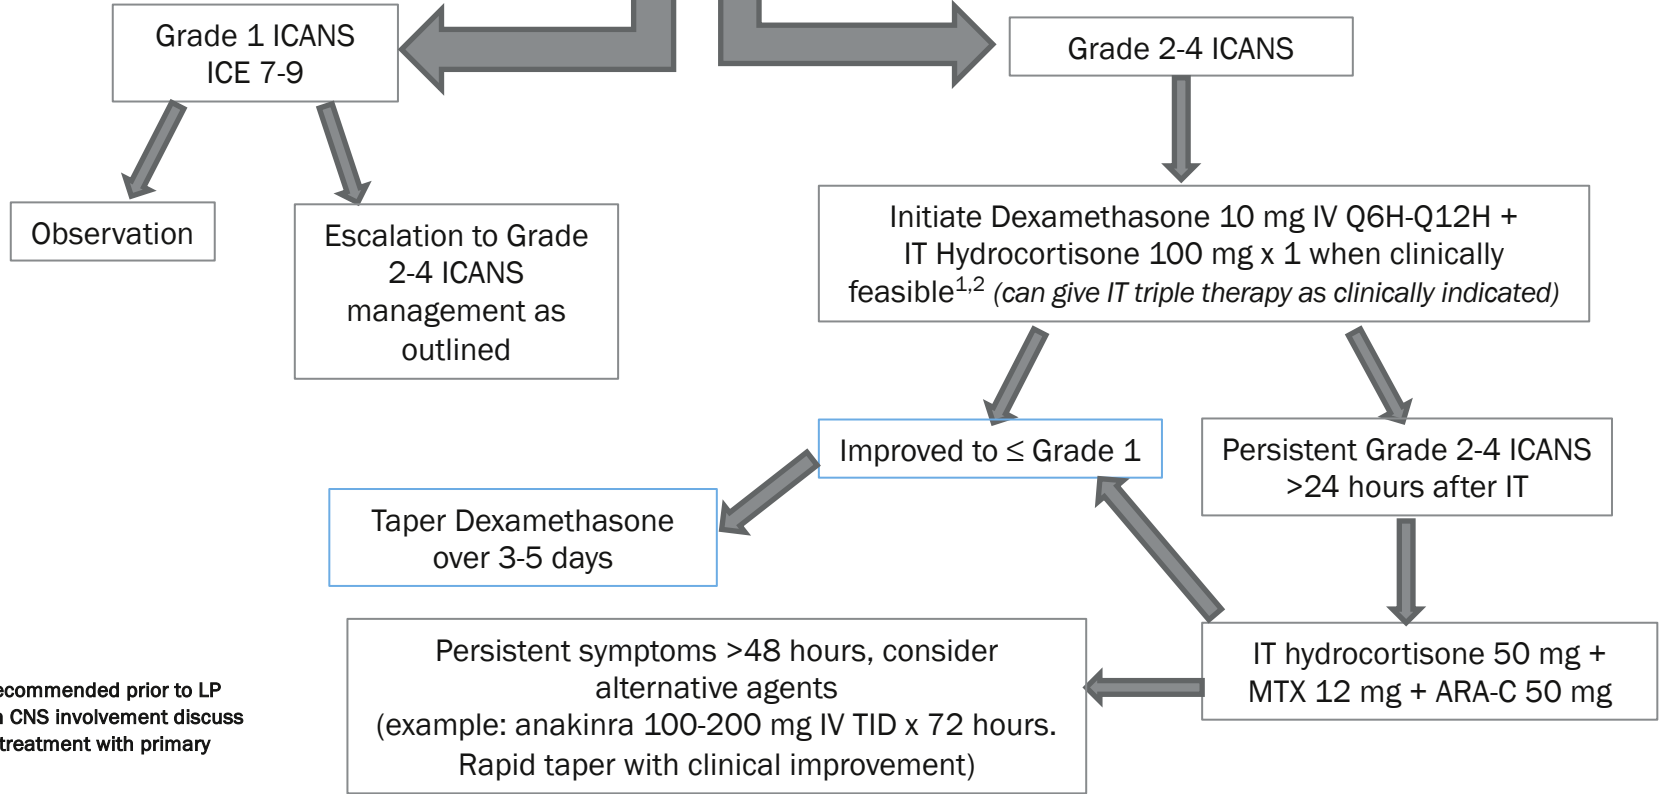 Grade 1 ICANS
ICE 7-9
Grade 2-4 ICANS
Observation
Escalation to Grade
2-4 ICANS
management as
outlined
Initiate Dexamethasone 10 mg IV Q6H-Q12H +
IT Hydrocortisone 100 mg x 1 when clinically
feasible1,2 (can give IT triple therapy as clinically indicated)
Improved to ≤ Grade 1
Persistent Grade 2-4 ICANS
>24 hours after IT
Taper Dexamethasone
over 3-5 days
Persistent symptoms >48 hours, consider
alternative agents
(example: anakinra 100-200 mg IV TID x 72 hours.
Rapid taper with clinical improvement)
IT hydrocortisone 50 mg +
MTX 12 mg + ARA-C 50 mg
ecommended prior to LP
CNS involvement discuss
treatment with primary